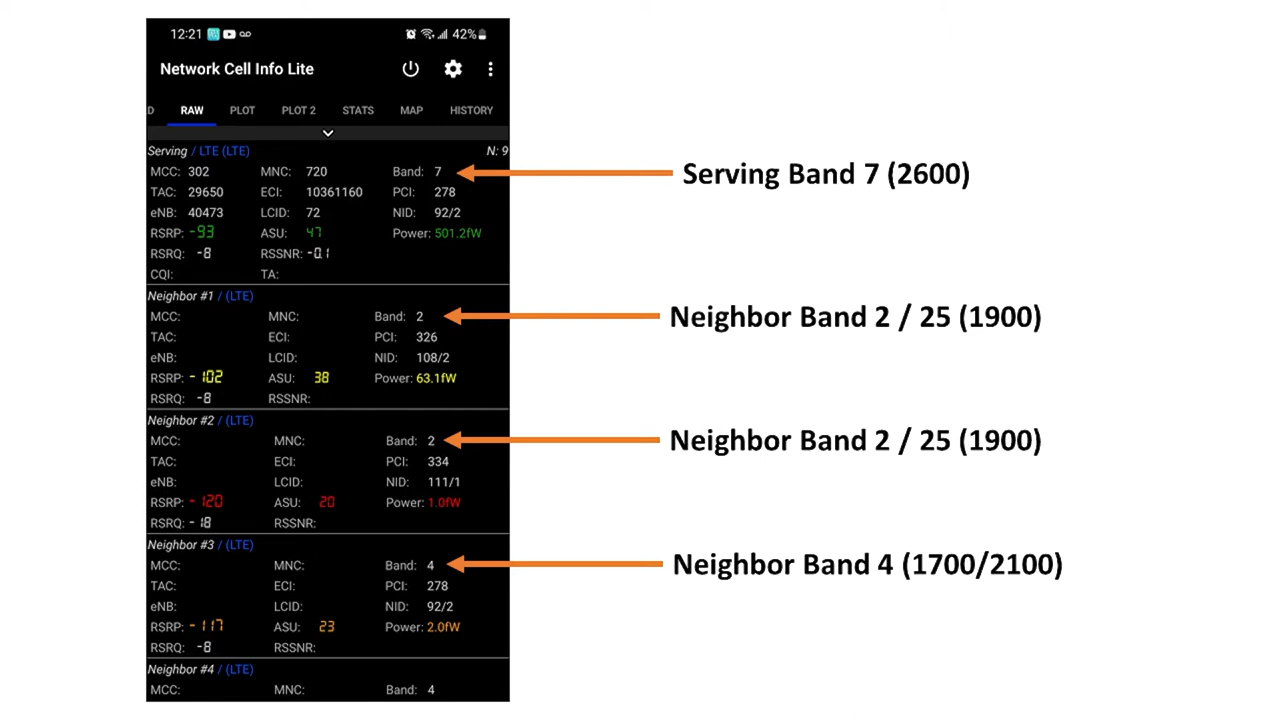 12:21 42%
Network Cell Info Lite
D RAW PLOT PLOT 2 STATS MAP HISTORY
Serving / LTE (LTE) N: 9
MCC: 302 MNC: 720 Band: 7 Serving Band 7 (2600)
TAC: 29650 ECI: 10361160 PCI: 278
eNB: 40473 LCID: 72 NID: 92/2
RSRP: -93 ASU: 47 Power: 501.2fW
RSRQ: -8 RSSNR: -0.1
CQI: TA:
Neighbor #1 / (LTE)
MCC: MNC: Band: 2 Neighbor Band 2 / 25 (1900)
TAC: ECI: PCI: 326
eNB: LCID: NID: 108/2
RSRP: -102 ASU: 38 Power: 63.1fW
RSRQ: -8 RSSNR:
Neighbor #2 / (LTE)
MCC: MNC: Band: 2 Neighbor Band 2 / 25 (1900)
TAC: ECI: PCI: 334
eNB: LCID: NID: 111/1
RSRP: -120 ASU: 20 Power: 1.0fW
RSRQ: -18 RSSNR:
Neighbor #3 / (LTE)
MCC: MNC: Band: 4 Neighbor Band 4 (1700/2100)
TAC: ECI: PCI: 278
eNB: LCID: NID: 92/2
RSRP: -117 ASU: 23 Power: 2.0fW
RSRQ: -8 RSSNR:
Neighbor #4 / (LTE)
MCC: MNC: Band: 4